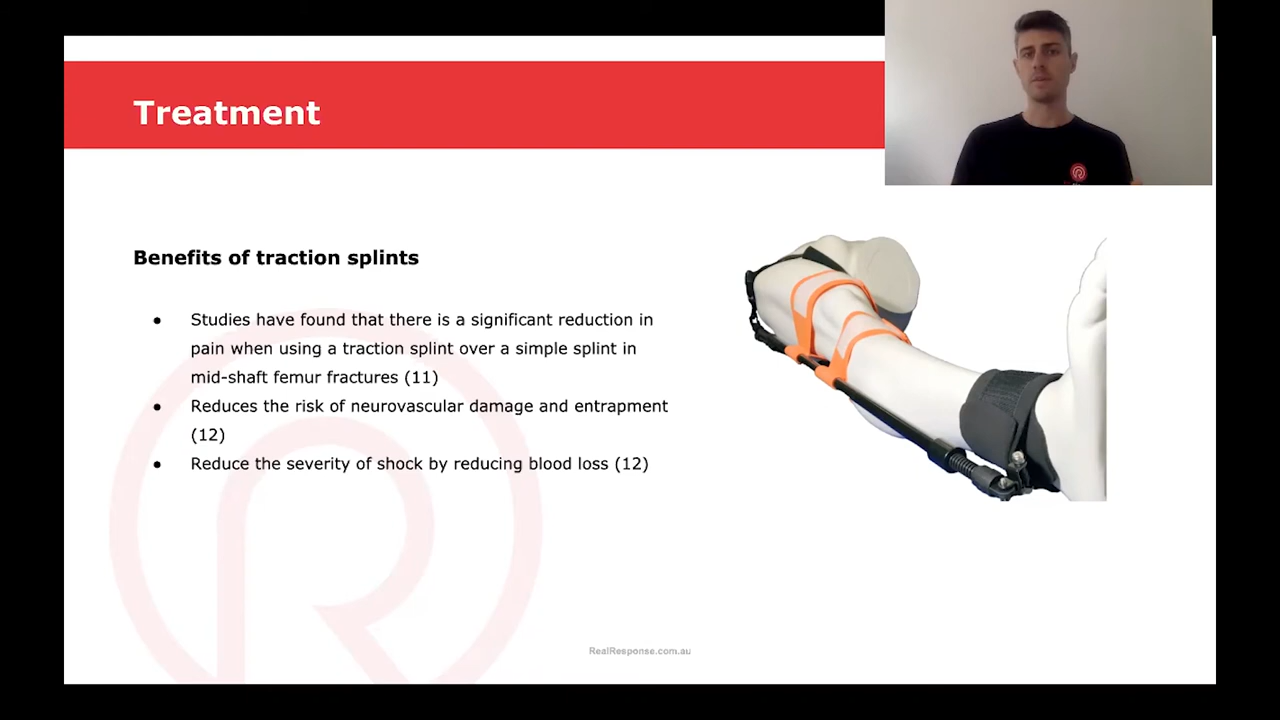 Treatment
Benefits of traction splints
● Studies have found that there is a significant reduction in
pain when using a traction splint over a simple splint in
mid-shaft femur fractures (11)
● Reduces the risk of neurovascular damage and entrapment
(12)
● Reduce the severity of shock by reducing blood loss (12)
RealResponse.com.au